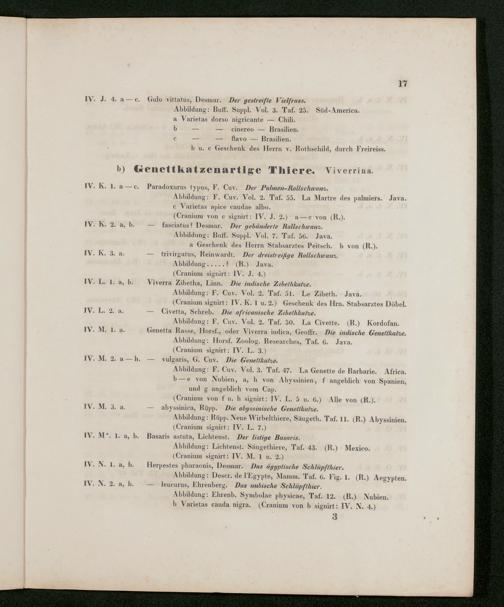 17
IV. J. 4. a—c. Gulo vittatus, Desmar. Der gestreifte Vielfrass.
Abbildung: Buff. Suppl. Vol. 3. Taf. 25. Süd-America.
a Varietas dorso nigricante — Chili.
b — — cinereo — Brasilien.
c — — flavo — Brasilien.
b u. c Geschenk des Herrn v. Rothschild, durch Freireiss.
b) Genettkatzenartige Thiere. Viverrina.
IV. K. 1. a—c. Paradoxurus typus, F. Cuv. Der Palmen-Rollschwanz.
Abbildung: F. Cuv. Vol. 2. Taf. 55. La Martre des palmiers. Java.
c Varietas apice caudae albo.
(Cranium von c signirt: IV. J. 2.) a—c von (R.).
IV. K. 2. a, b. — fasciatus? Desmar. Der gebänderte Rollschwanz.
Abbildung: Buff. Suppl. Vol. 7. Taf. 56. Java.
a Geschenk des Herrn Stabsarztes Peitsch. b von (R.).
IV. K. 3. a. — trivirgatus, Reinwardt. Der dreistreifige Rollschwanz.
Abbildung.....? (R.) Java.
(Cranium signirt: IV. J. 4.)
IV. L. 1. a, b. Viverra Zibetha, Linn. Die indische Zibethkatze.
Abbildung: F. Cuv. Vol. 2. Taf. 51. Le Zibeth. Java.
(Cranium signirt: IV. K. 1 u. 2.) Geschenk des Hrn. Stabsarztes Döbel.
IV. L. 2. a. — Civetta, Schreb. Die africanische Zibethkatze.
Abbildung: F. Cuv. Vol. 2. Taf. 50. La Civette. (R.) Kordofan.
IV. M. 1. a. Genetta Rasse, Horsf., oder Viverra indica, Geoffr. Die indische Genettkatze.
Abbildung: Horsf. Zoolog. Researches, Taf. 6. Java.
(Cranium signirt: IV. L. 3.)
IV. M. 2. a—h. — vulgaris, G. Cuv. Die Genettkatze.
Abbildung: F. Cuv. Vol. 3. Taf. 47. La Genette de Barbarie. Africa.
b—e von Nubien, a, h von Abyssinien, f angeblich von Spanien,
und g angeblich vom Cap.
(Cranium von f u. h signirt: IV. L. 5 u. 6.) Alle von (R.).
IV. M. 3. a. — abyssinica, Rüpp. Die abyssinische Genettkatze.
Abbildung: Rüpp. Neue Wirbelthiere, Säugeth. Taf. 11. (R.) Abyssinien.
(Cranium signirt: IV. L. 7.)
IV. M*. 1. a, b. Basaris astuta, Lichtenst. Der listige Basaris.
Abbildung: Lichtenst. Säugethiere, Taf. 43. (R.) Mexico.
(Cranium signirt: IV. M. 1 u. 2.)
IV. N. 1. a, b. Herpestes pharaonis, Desmar. Das ägyptische Schlüpfthier.
Abbildung: Descr. de l'Egypte, Mamm. Taf. 6. Fig. 1. (R.) Aegypten.
IV. N. 2. a, b. — leucurus, Ehrenberg. Das nubische Schlüpfthier.
Abbildung: Ehrenb. Symbolae physicae, Taf. 12. (R.) Nubien.
b Varietas cauda nigra. (Cranium von b signirt: IV. N. 4.)
3